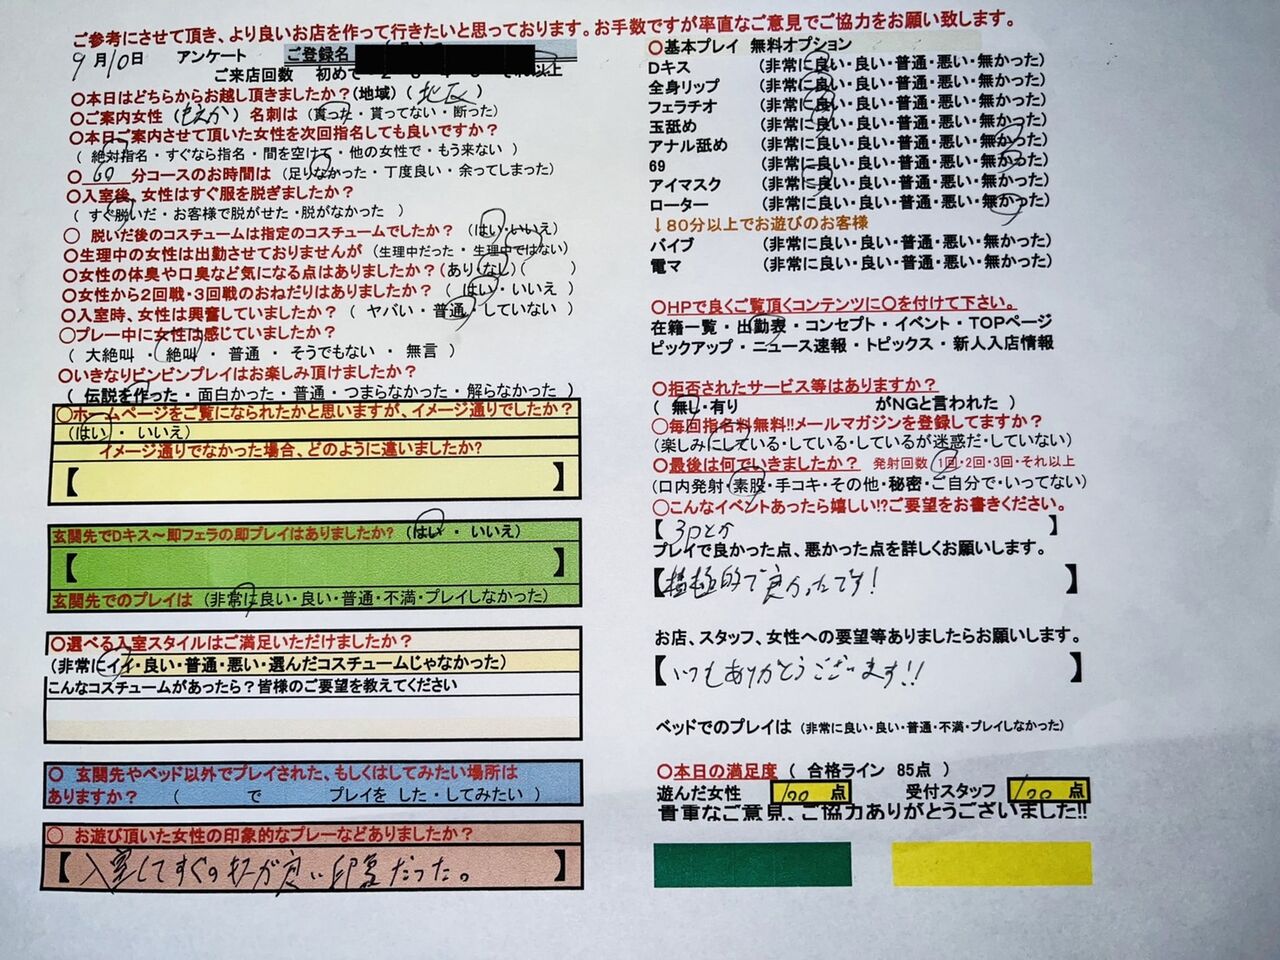 ご参考にさせて頂き、より良いお店を作って行きたいと思っております。お手数ですが率直なご意見でご協力をお願い致します。
9月10日 アンケート ご登録名
ご来店回数 初めて・2・3・4・5・それ以上
〇本日はどちらからお越し頂きましたか?(地域)( 地区 )
〇ご案内女性 ( ) 名刺は (貰った・貰ってない・断った)
〇本日ご案内させて頂いた女性を次回指名しても良いですか?
( 絶対指名・すぐなら指名・間を空けて・他の女性で・もう来ない )
〇 60 分コースのお時間は (足りなかった・丁度良い・余ってしまった)
〇入室後、女性はすぐ服を脱ぎましたか?
( すぐ脱いだ・お客様で脱がせた・脱がなかった )
〇 脱いだ後のコスチュームは指定のコスチュームでしたか? (はい・いいえ)
〇生理中の女性は出勤させておりませんが (生理中だった・生理中ではない)
〇女性の体臭や口臭など気になる点はありましたか?(あり・なし)( )
〇女性から2回戦・3回戦のおねだりはありましたか? ( はい・いいえ )
〇入室時、女性は興奮していましたか? ( ヤバい・普通・していない )
〇プレー中に女性は感じていましたか?
( 大絶叫 ・ 絶叫 ・ 普通 ・ そうでもない ・ 無言 )
〇いきなりビンビンプレイはお楽しみ頂けましたか?
( 伝説を作った・面白かった・普通・つまらなかった・解らなかった )
〇ホームページをご覧になられたかと思いますが、イメージ通りでしたか?
(はい ・ いいえ)
イメージ通りでなかった場合、どのように違いましたか?
【 】
玄関先でDキス~即フェラの即プレイはありましたか? (はい ・ いいえ)
【 】
玄関先でのプレイは (非常に良い・良い・普通・不満・プレイしなかった)
〇選べる入室スタイルはご満足いただけましたか?
(非常にイイ・良い・普通・悪い・選んだコスチュームじゃなかった)
こんなコスチュームがあったら?皆様のご要望を教えてください
〇 玄関先やベッド以外でプレイされた、もしくはしてみたい場所は
ありますか? ( で プレイを した・してみたい )
〇 お遊び頂いた女性の印象的なプレーなどありましたか?
【入室してすぐの が良い印象だった。】
〇基本プレイ 無料オプション
Dキス (非常に良い・良い・普通・悪い・無かった)
全身リップ (非常に良い・良い・普通・悪い・無かった)
フェラチオ (非常に良い・良い・普通・悪い・無かった)
玉舐め (非常に良い・良い・普通・悪い・無かった)
アナル舐め (非常に良い・良い・普通・悪い・無かった)
69 (非常に良い・良い・普通・悪い・無かった)
アイマスク (非常に良い・良い・普通・悪い・無かった)
ローター (非常に良い・良い・普通・悪い・無かった)
↓80分以上でお遊びのお客様
バイブ (非常に良い・良い・普通・悪い・無かった)
電マ (非常に良い・良い・普通・悪い・無かった)
〇HPで良くご覧頂くコンテンツに〇を付けて下さい。
在籍一覧・出勤表・コンセプト・イベント・TOPページ
ピックアップ・ニュース速報・トピックス・新人入店情報
〇拒否されたサービス等はありますか?
( 無し・有り がNGと言われた )
〇毎回指名料無料!!メールマガジンを登録してますか?
(楽しみにしている・している・しているが迷惑だ・していない)
〇最後は何でいきましたか? 発射回数 1回・2回・3回・それ以上
(口内発射・素股・手コキ・その他・秘密・ご自分で・いってない)
〇こんなイベントあったら嬉しい!?ご要望をお書きください。
【 3Pとか 】
プレイで良かった点、悪かった点を詳しくお願いします。
【積極的で良かったです! 】
お店、スタッフ、女性への要望等ありましたらお願いします。
【いつもありがとうございます!! 】
ベッドでのプレイは (非常に良い・良い・普通・不満・プレイしなかった)
〇本日の満足度 ( 合格ライン 85点 )
遊んだ女性 100 点 受付スタッフ 100 点
貴重なご意見、ご協力ありがとうございました!!